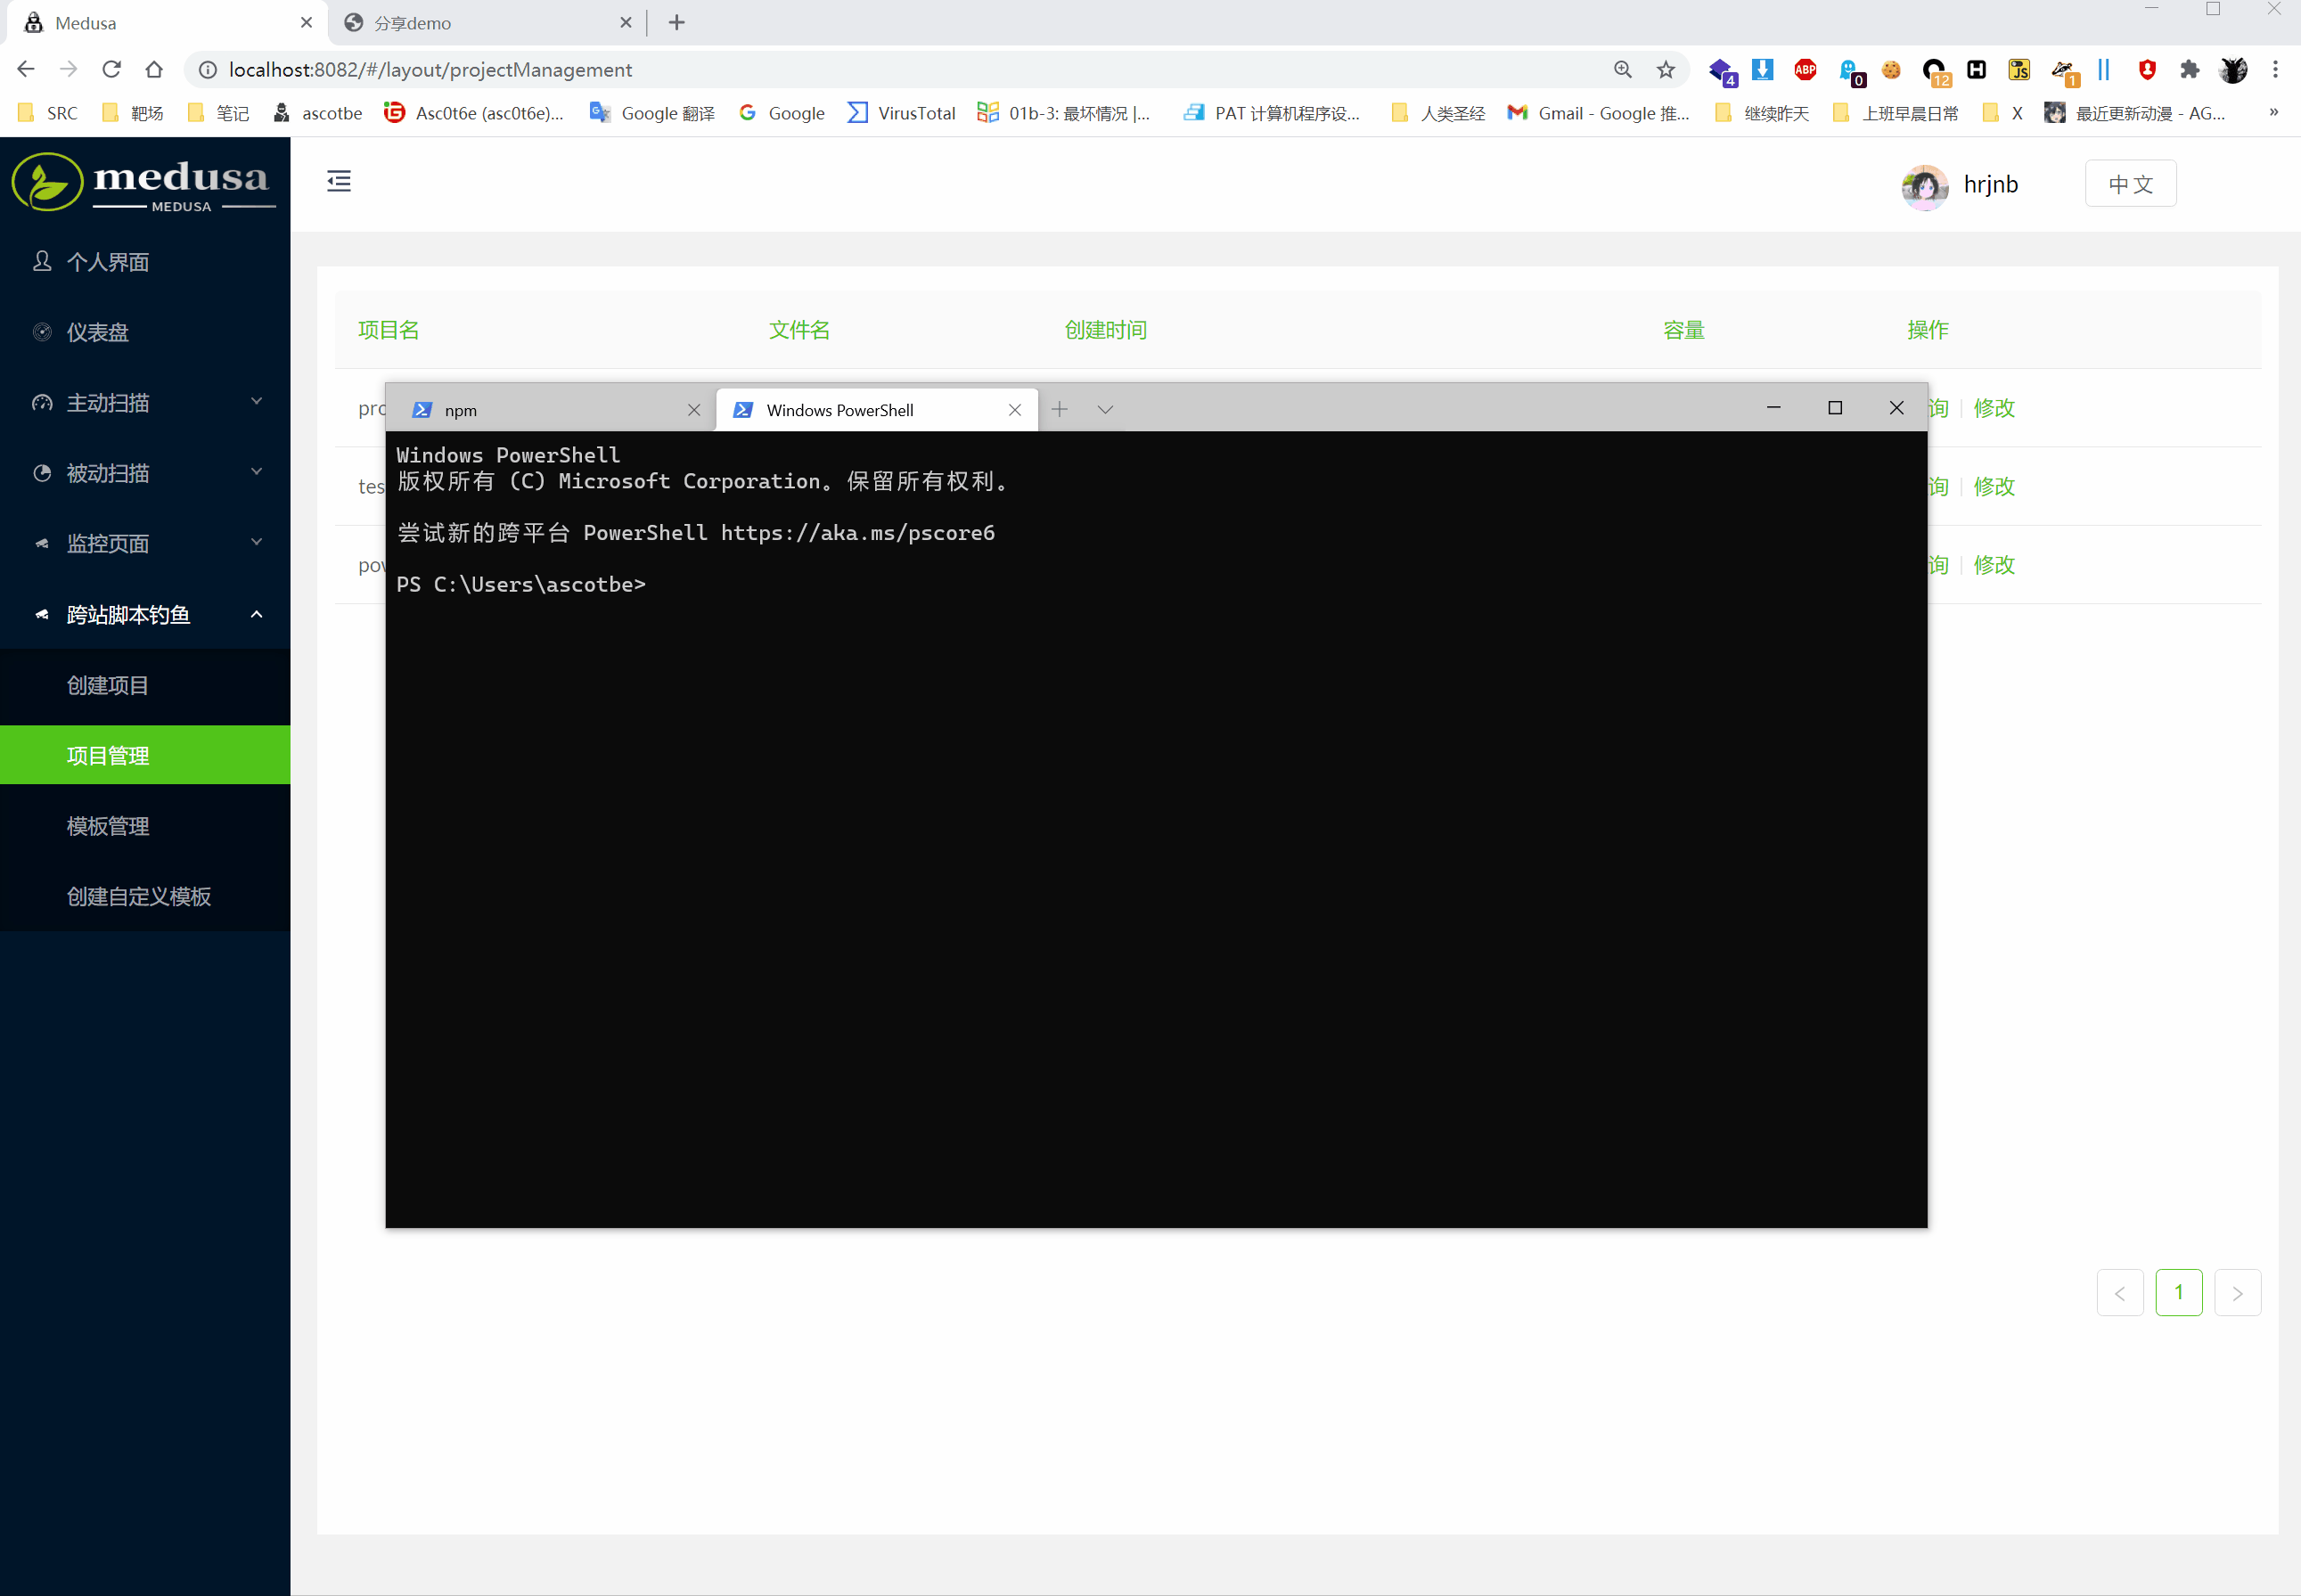 Medusa
分享demo
localhost:8082/#/layout/projectManagement
4
ABP
0
12
H
JS
1
SRC
靶场
笔记
ascotbe
Asc0t6e (asc0t6e)...
Google 翻译
Google
VirusTotal
01b-3: 最坏情况 |...
PAT 计算机程序设...
人类圣经
Gmail - Google 推...
继续昨天
上班早晨日常
X
最近更新动漫 - AG...
»
medusa
MEDUSA
hrjnb
中 文
个人界面
仪表盘
主动扫描
被动扫描
监控页面
跨站脚本钓鱼
创建项目
项目管理
模板管理
创建自定义模板
项目名 文件名 创建时间 容量 操作
pro
询 修改
tes
询 修改
pow
询 修改
npm
Windows PowerShell
Windows PowerShell
版权所有 (C) Microsoft Corporation。保留所有权利。
尝试新的跨平台 PowerShell https://aka.ms/pscore6
PS C:\Users\ascotbe>
< 1 >